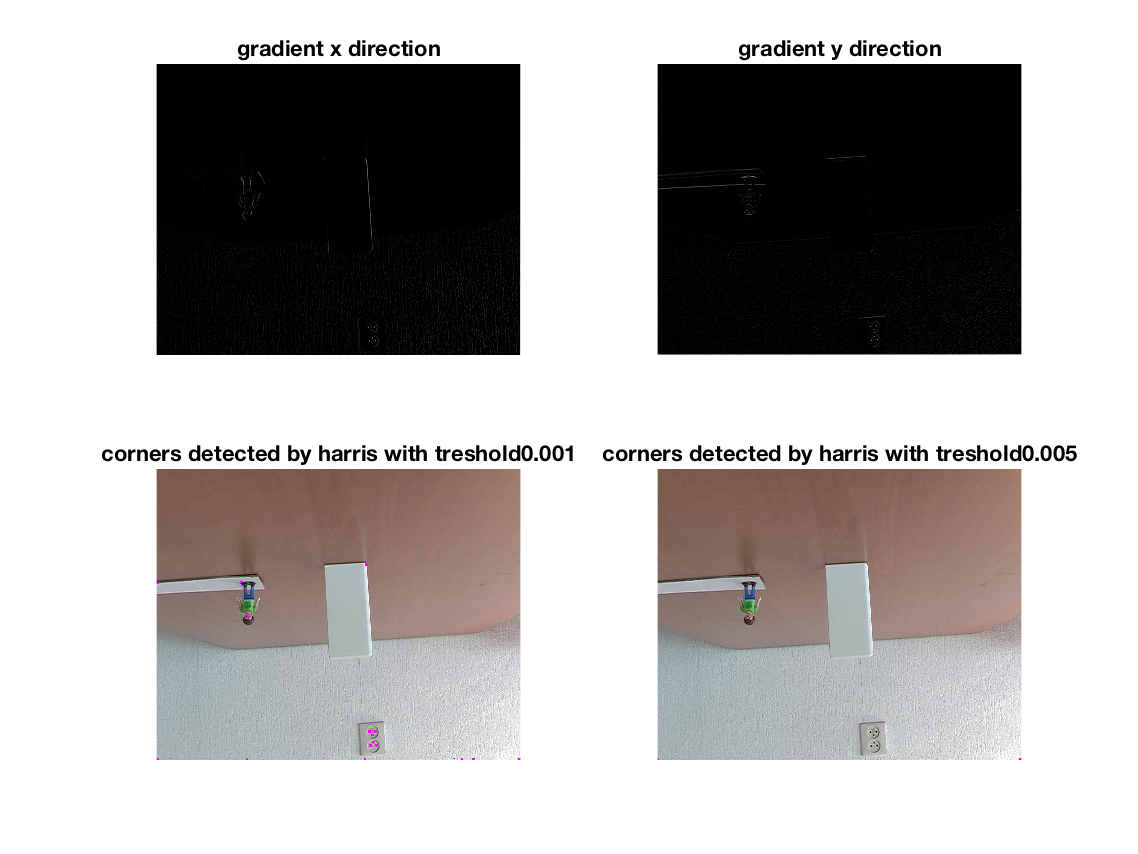 gradient x direction
gradient y direction
corners detected by harris with treshold0.001
corners detected by harris with treshold0.005